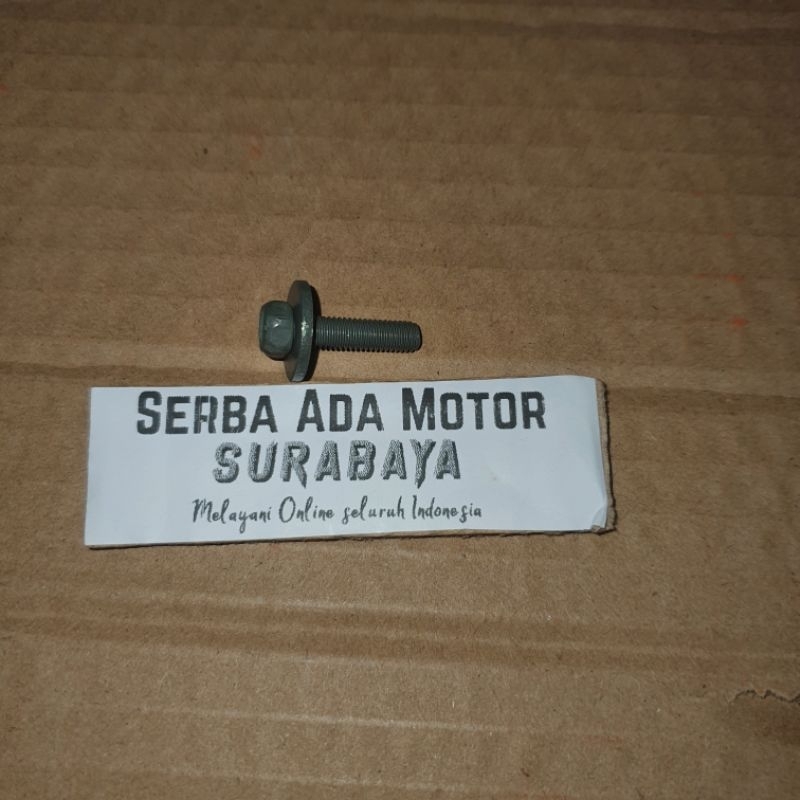 SERBA ADA MOTOR
SURABAYA
Melayani Online seluruh Indonesia